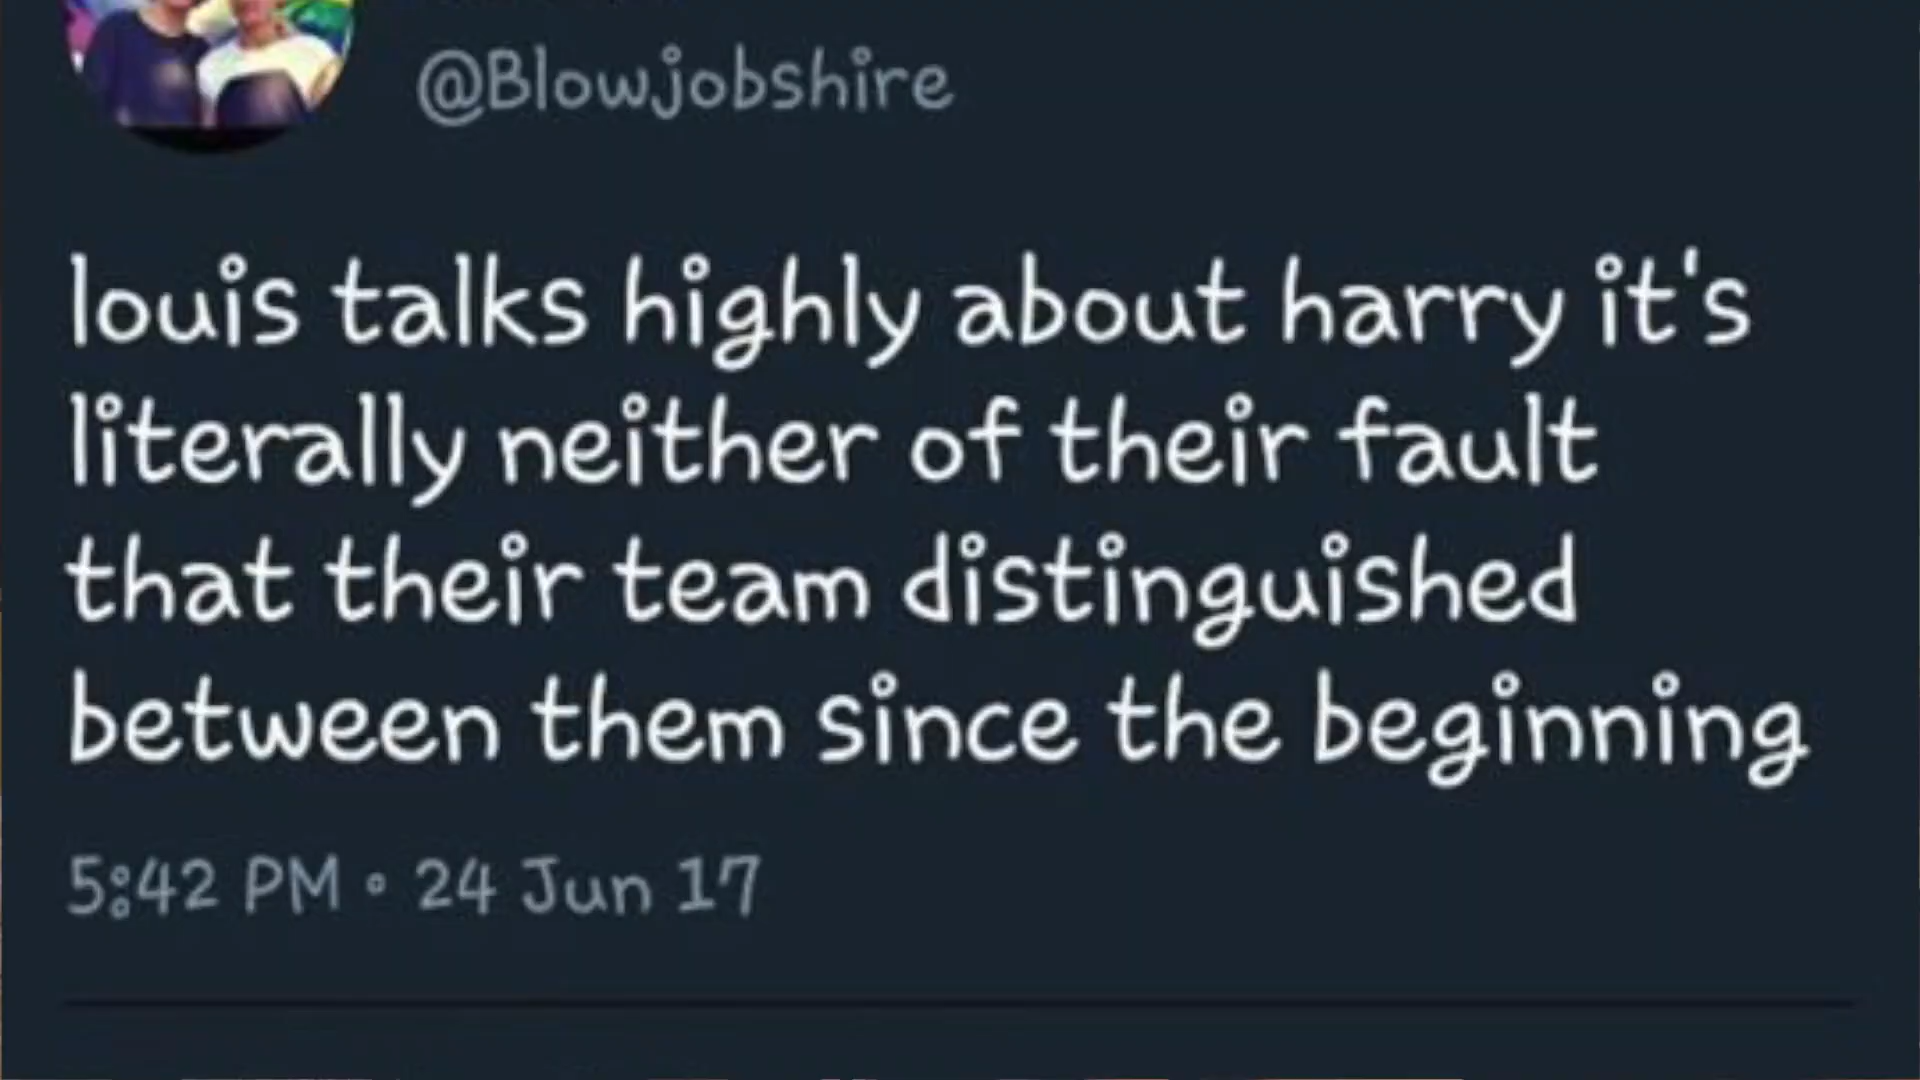 @Blowjobshire
louis talks highly about harry it's
literally neither of their fault
that their team distinguished
between them since the beginning
5:42 PM • 24 Jun 17